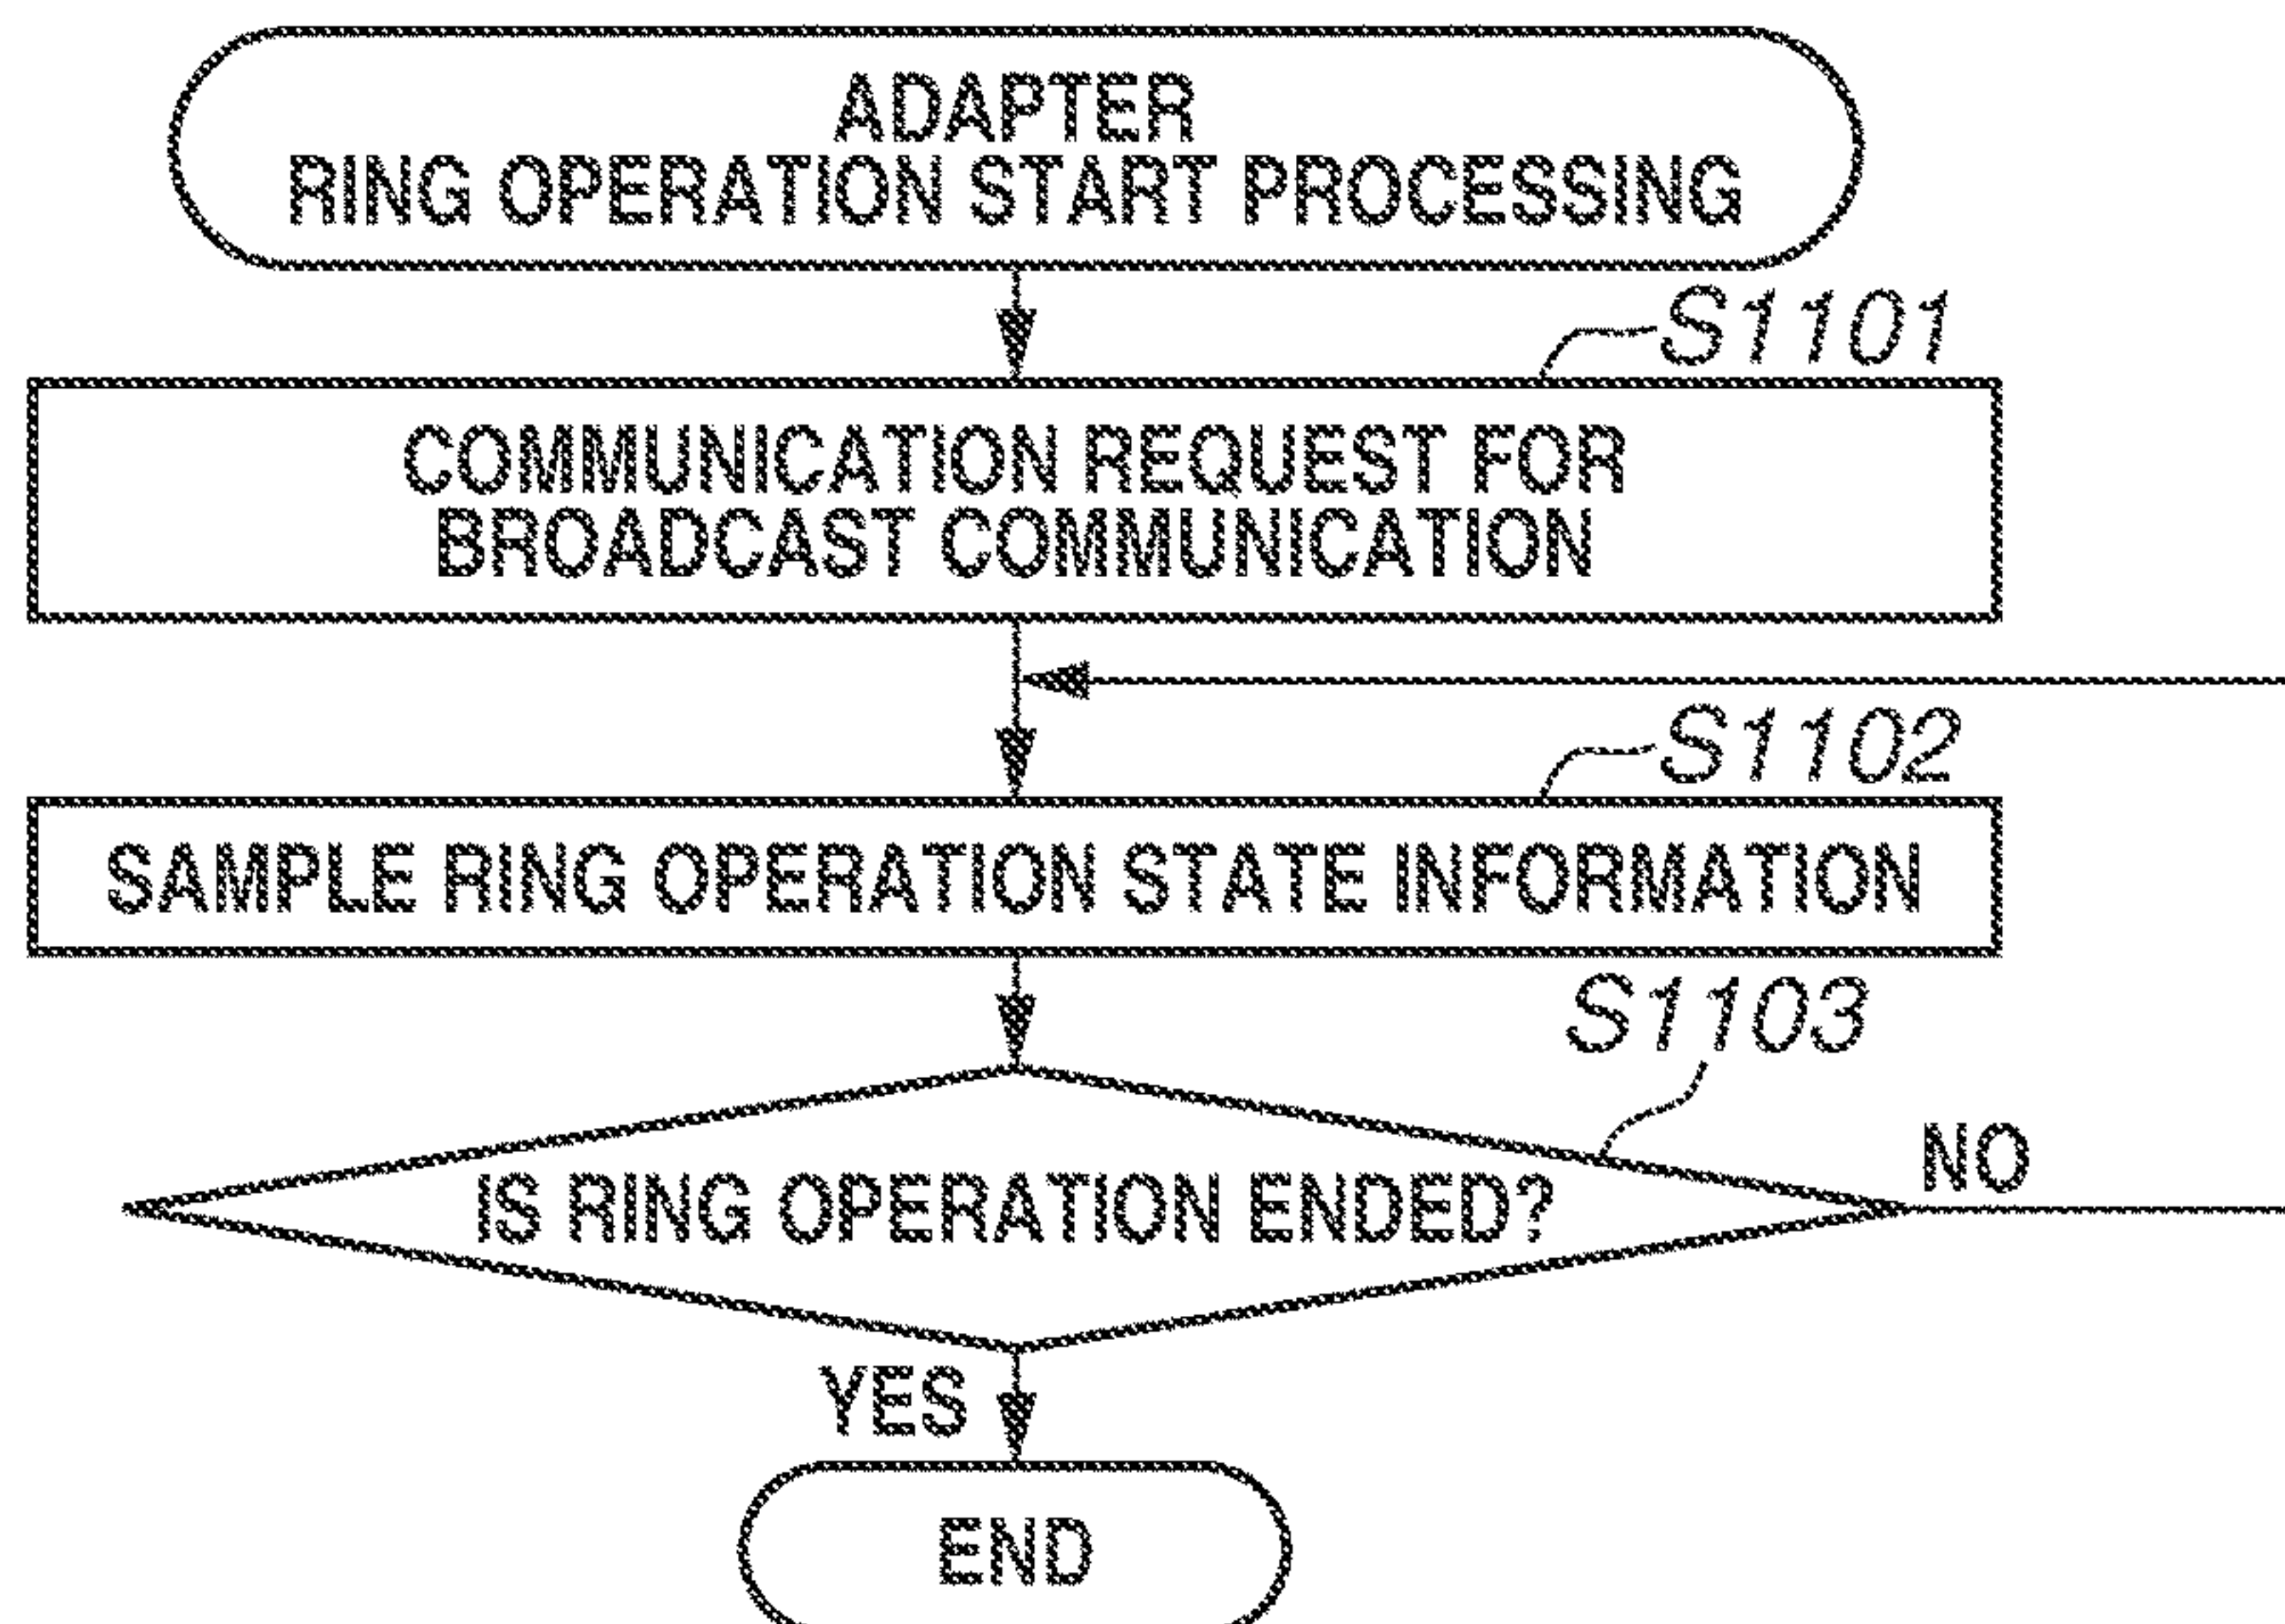 ADAPTER
RING OPERATION START PROCESSING
S1101
COMMUNICATION REQUEST FOR
BROADCAST COMMUNICATION
S1102
SAMPLE RING OPERATION STATE INFORMATION
S1103
IS RING OPERATION ENDED?
NO
YES
END